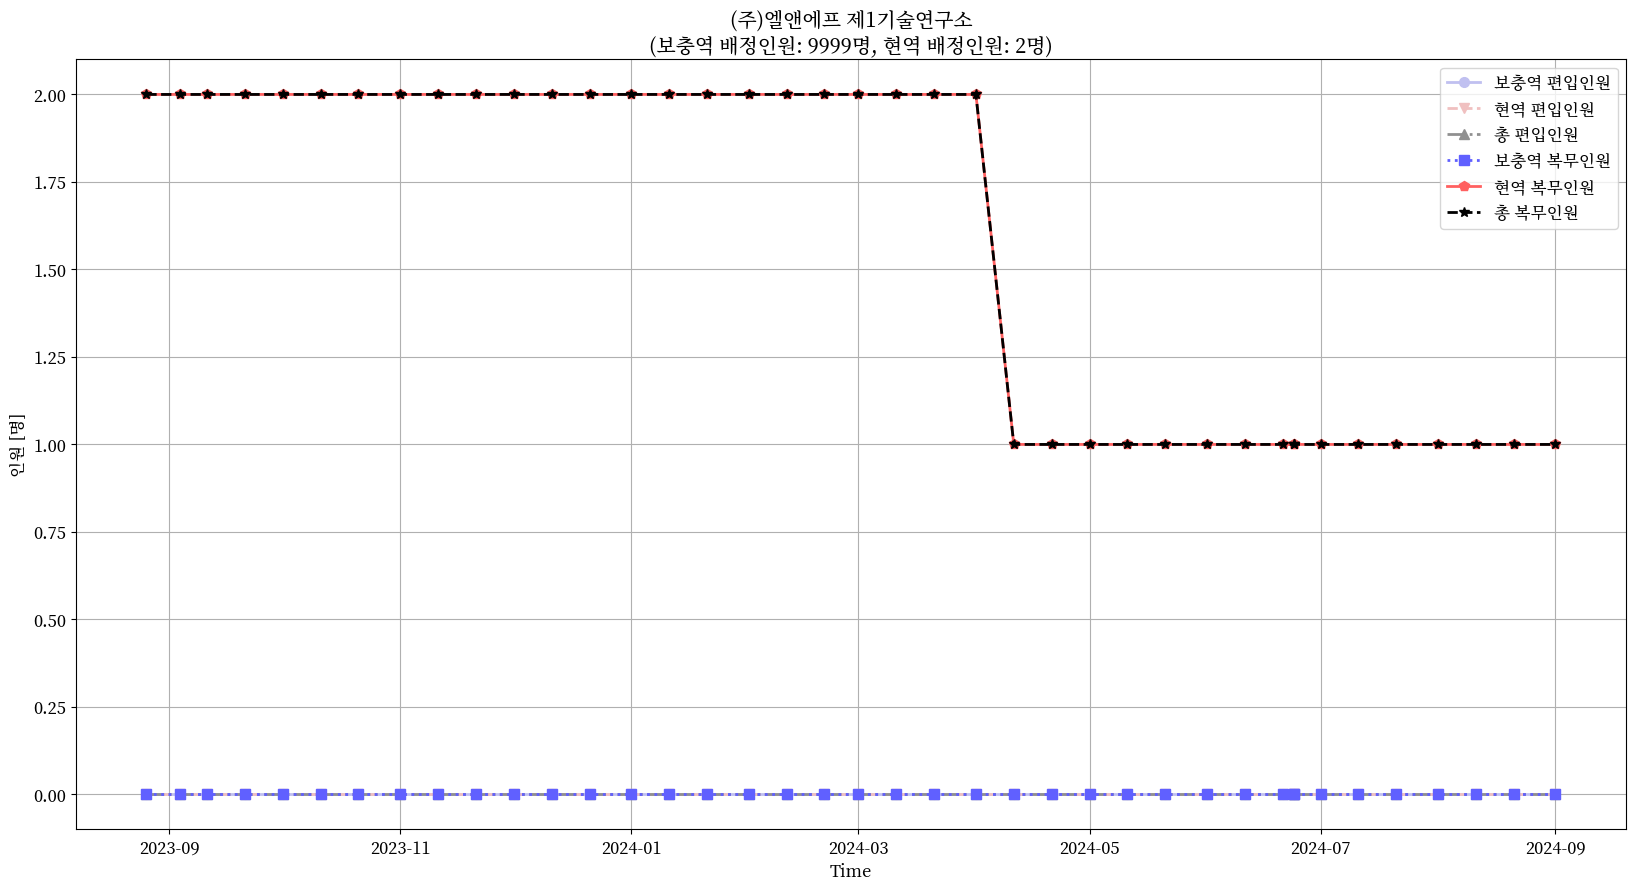 (주)엘앤에프 제1기술연구소
(보충역 배정인원: 9999명, 현역 배정인원: 2명)
보충역 편입인원
현역 편입인원
총 편입인원
보충역 복무인원
현역 복무인원
총 복무인원
인원 [명]
2.00
1.75
1.50
1.25
1.00
0.75
0.50
0.25
0.00
2023-09
2023-11
2024-01
2024-03
2024-05
2024-07
2024-09
Time